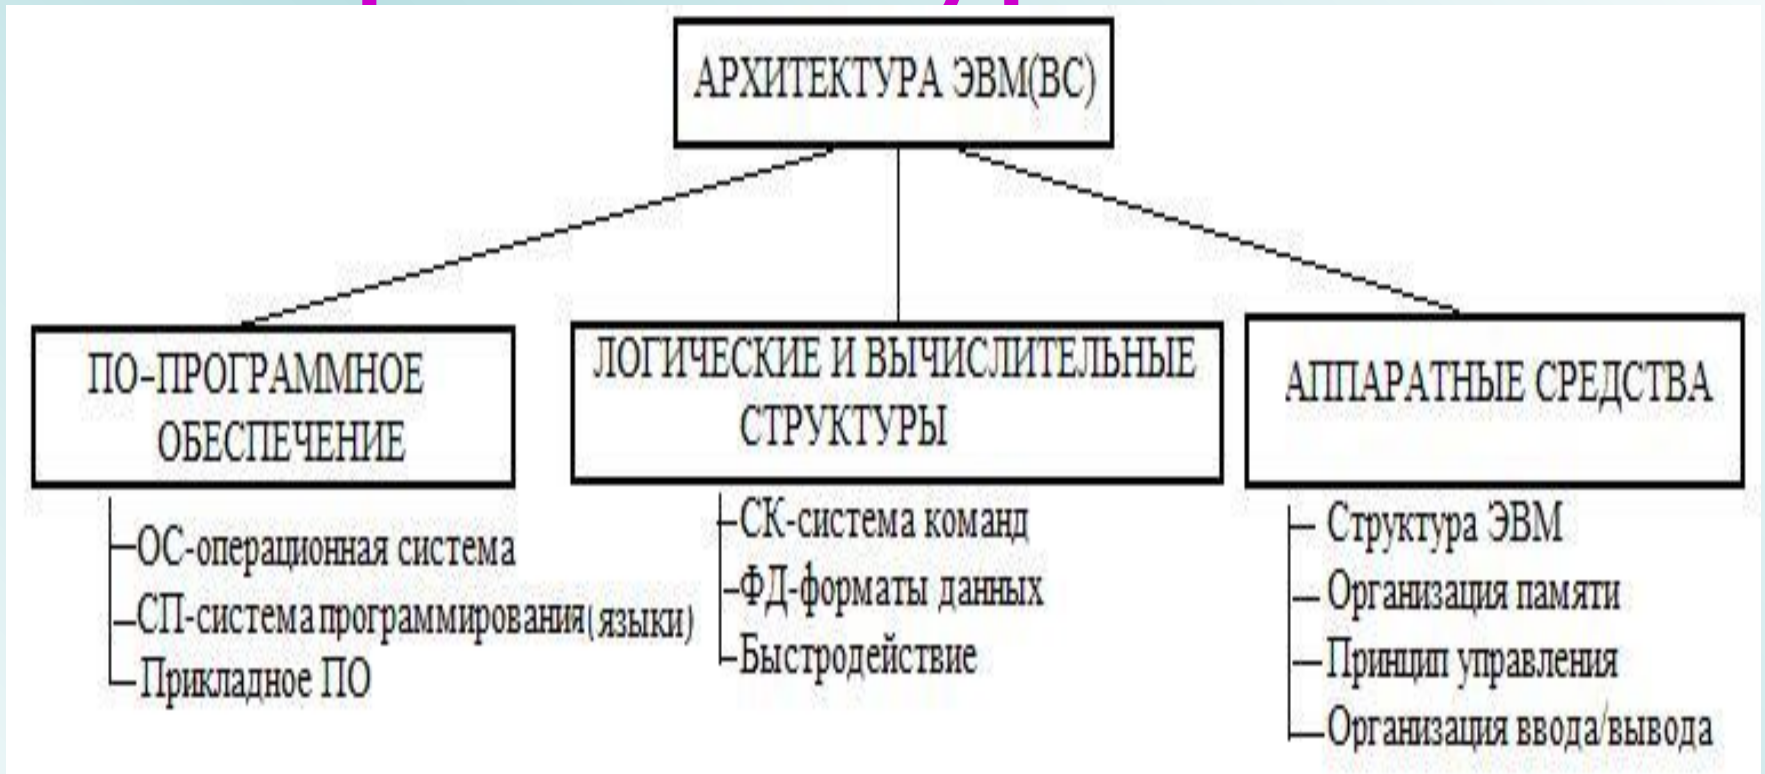 АРХИТЕКТУРА ЭВМ(ВС)
ПО-ПРОГРАММНОЕ
ОБЕСПЕЧЕНИЕ
ОС-операционная система
СП-система программирования(языки)
Прикладное ПО
ЛОГИЧЕСКИЕ И ВЫЧИСЛИТЕЛЬНЫЕ
СТРУКТУРЫ
СК-система команд
ФД-форматы данных
Быстродействие
АППАРАТНЫЕ СРЕДСТВА
Структура ЭВМ
Организация памяти
Принцип управления
Организация ввода/вывода